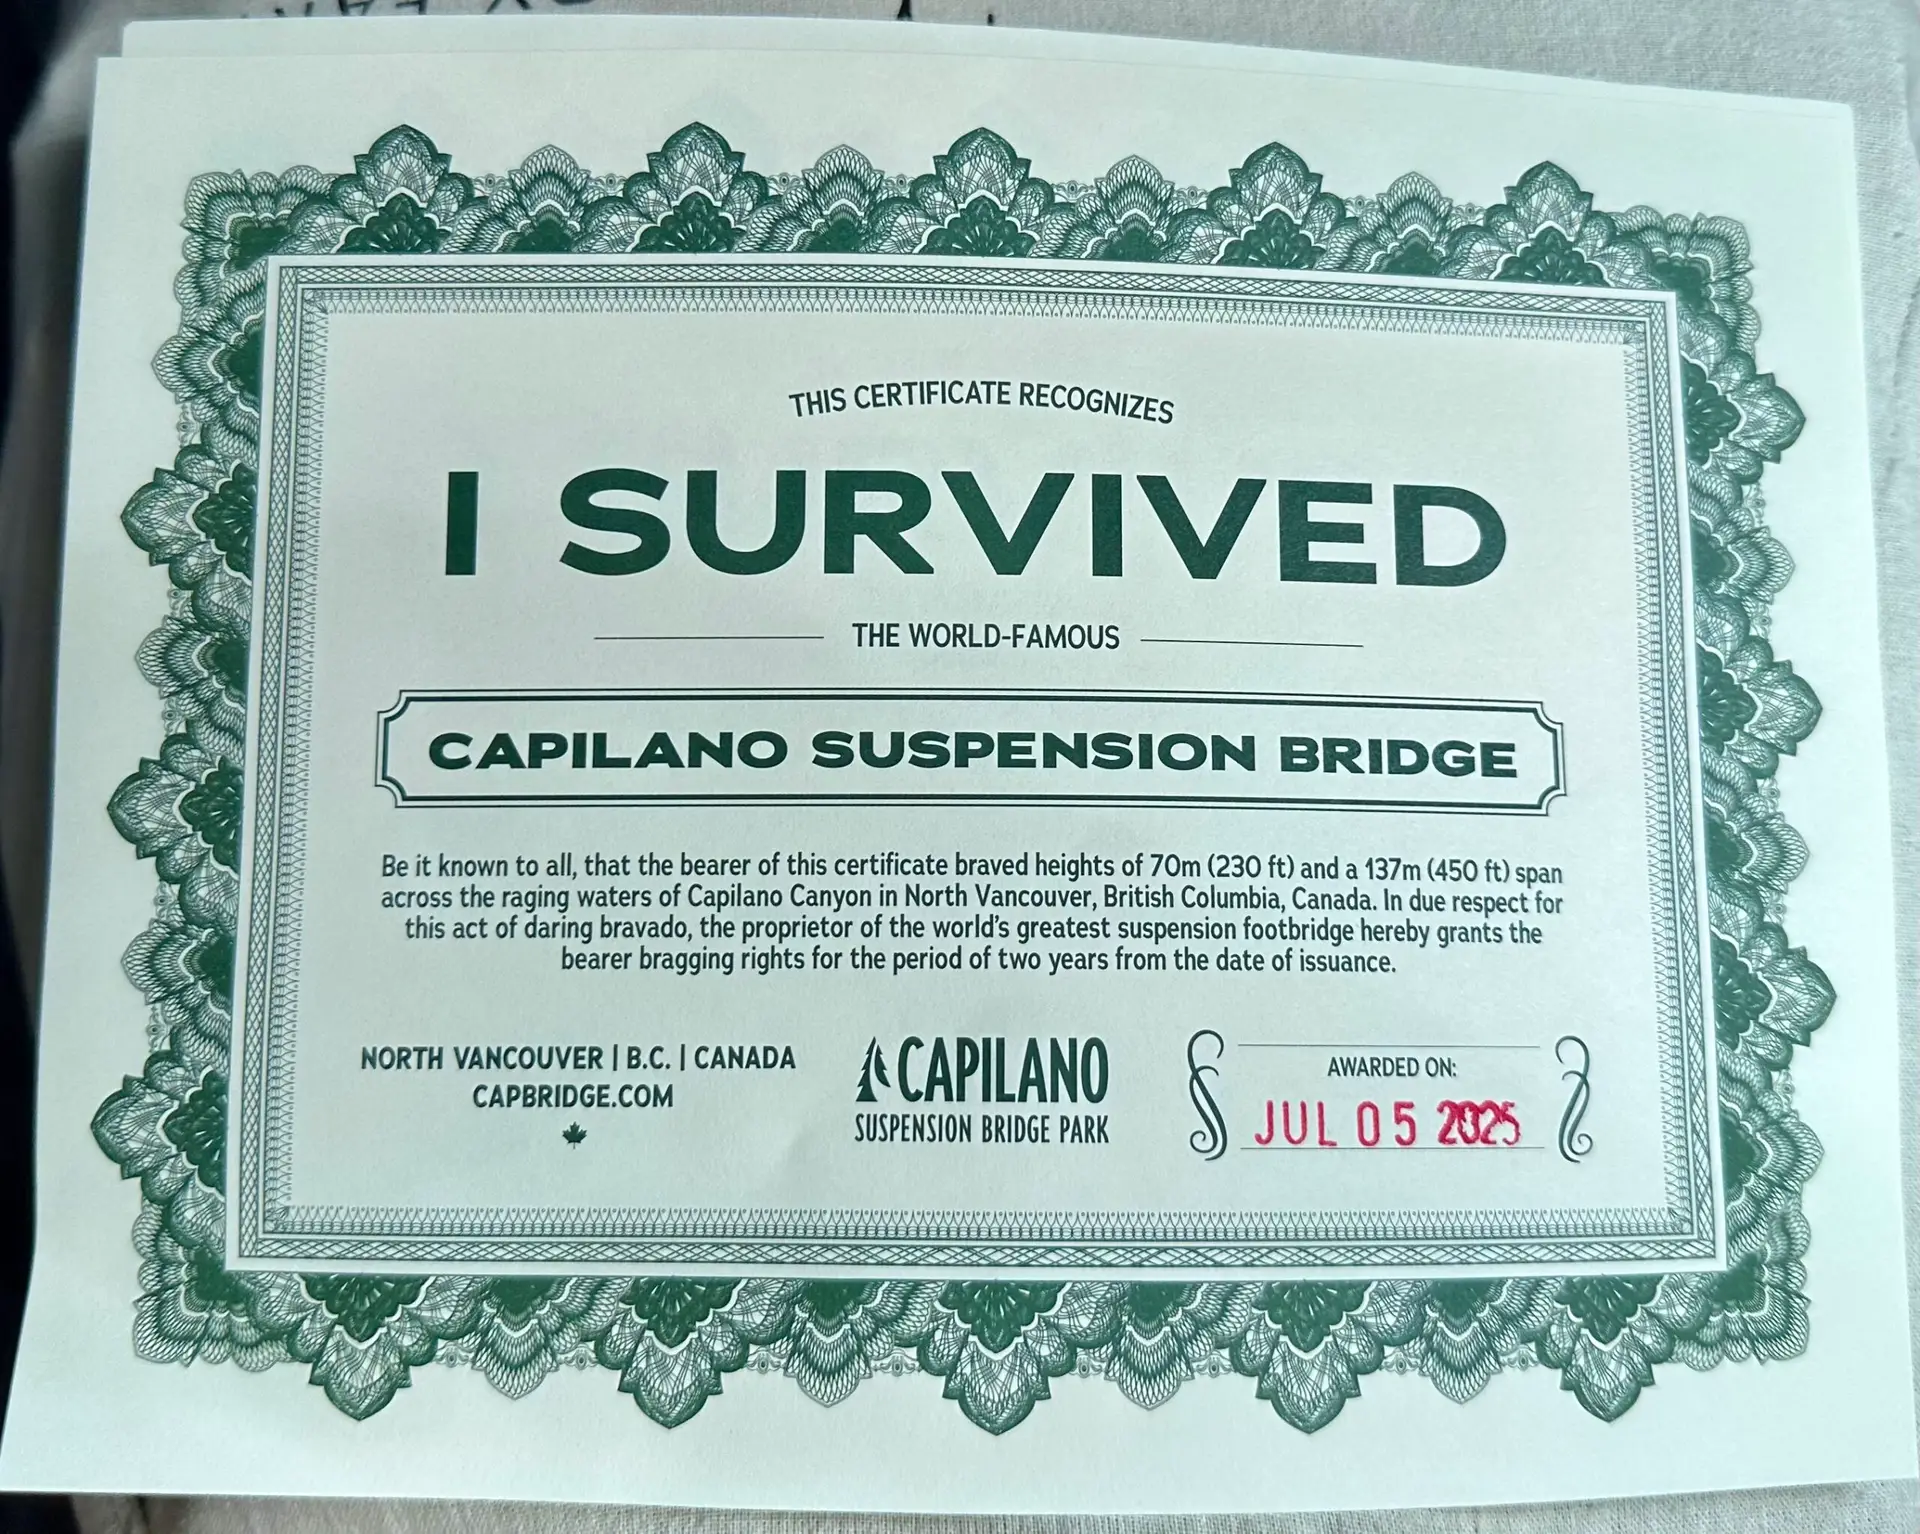 THIS CERTIFICATE RECOGNIZES
I SURVIVED
THE WORLD-FAMOUS
CAPILANO SUSPENSION BRIDGE
Be it known to all, that the bearer of this certificate braved heights of 70m (230 ft) and a 137m (450 ft) span
across the raging waters of Capilano Canyon in North Vancouver, British Columbia, Canada. In due respect for
this act of daring bravado, the proprietor of the world's greatest suspension footbridge hereby grants the
bearer bragging rights for the period of two years from the date of issuance.
NORTH VANCOUVER | B.C. | CANADA
CAPBRIDGE.COM
CAPILANO
SUSPENSION BRIDGE PARK
AWARDED ON:
JUL 05 2025